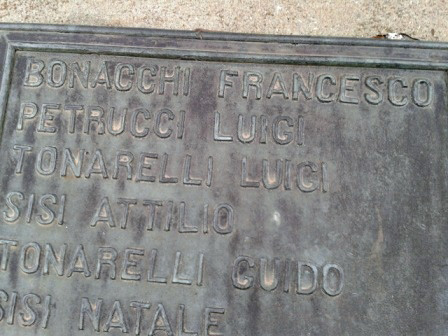 BONACCHI FRANCESCO
PETRUCCI LUIGI
TONARELLI LUIGI
SISI ATTILIO
TONARELLI GUIDO
SISI NATALE